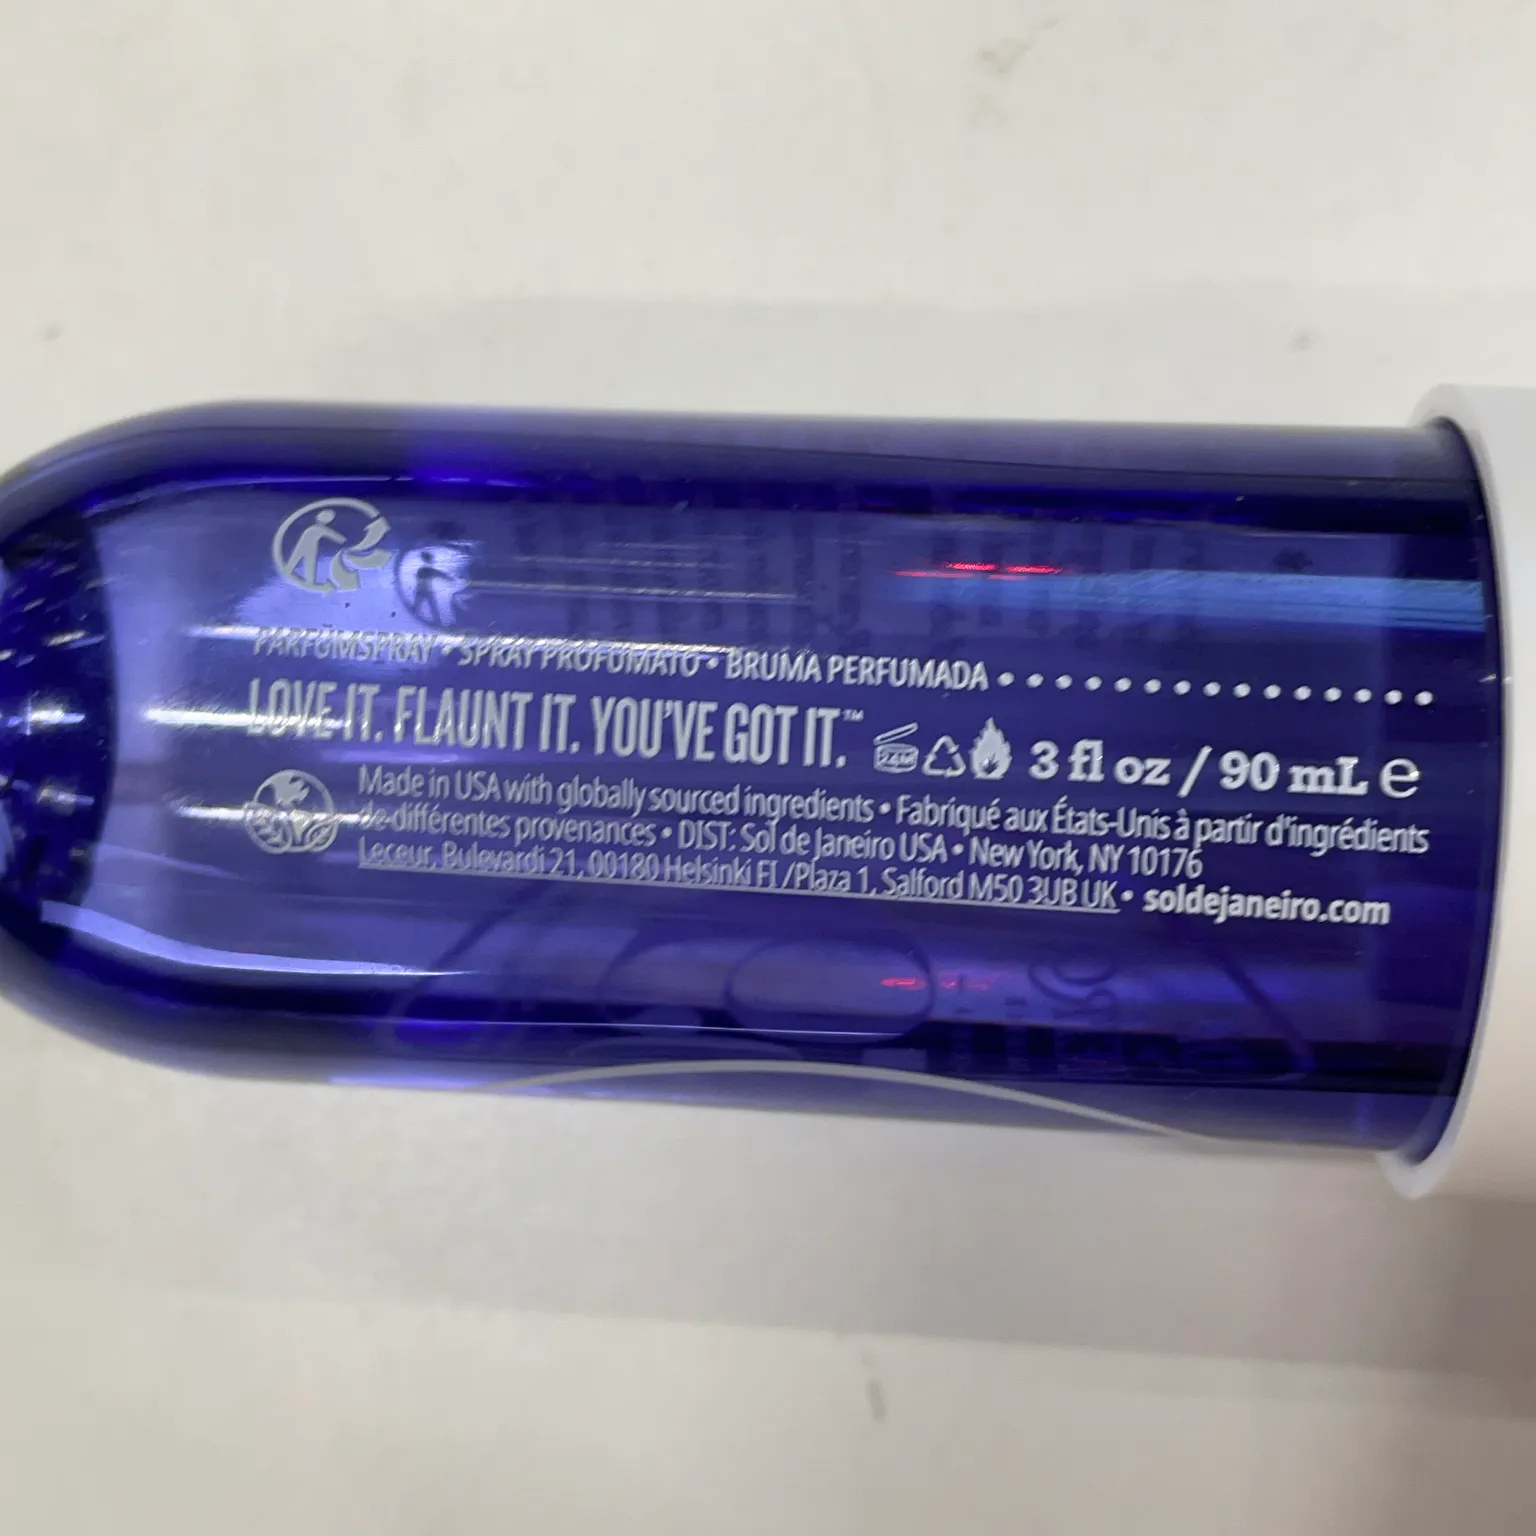 PARFUMSPRAY • SPRAY PROFUMATO • BRUMA PERFUMADA • • • • • • • • • • • • • • •
LOVE IT. FLAUNT IT. YOU'VE GOT IT.™ 24M 3 fl oz / 90 mL ℮
Made in USA with globally sourced ingredients • Fabriqué aux États-Unis à partir d'ingrédients
de différentes provenances • DIST: Sol de Janeiro USA • New York, NY 10176
Leceur, Bulevardi 21, 00180 Helsinki FI /Plaza 1, Salford M50 3UB UK • soldejaneiro.com